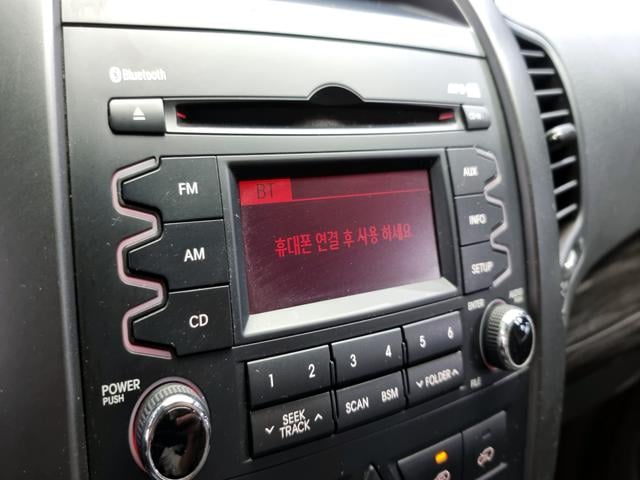 Bluetooth
FM
AM
CD
BT
휴대폰 연결 후 사용 하세요
AUX
INFO
SETUP
ENTER
POWER
PUSH
1 2
3 4
5 6
SEEK
TRACK
SCAN BSM
FOLDER
FILE